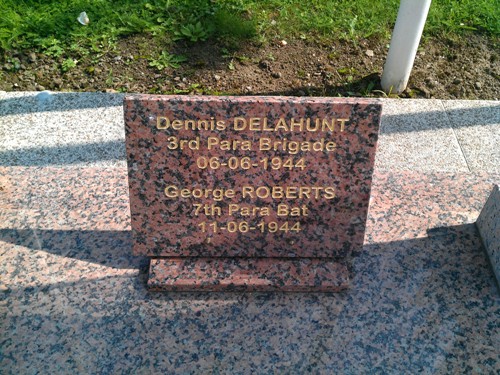 Dennis DELAHUNT
3rd Para Brigade
06-06-1944
George ROBERTS
7th Para Bat
11-06-1944